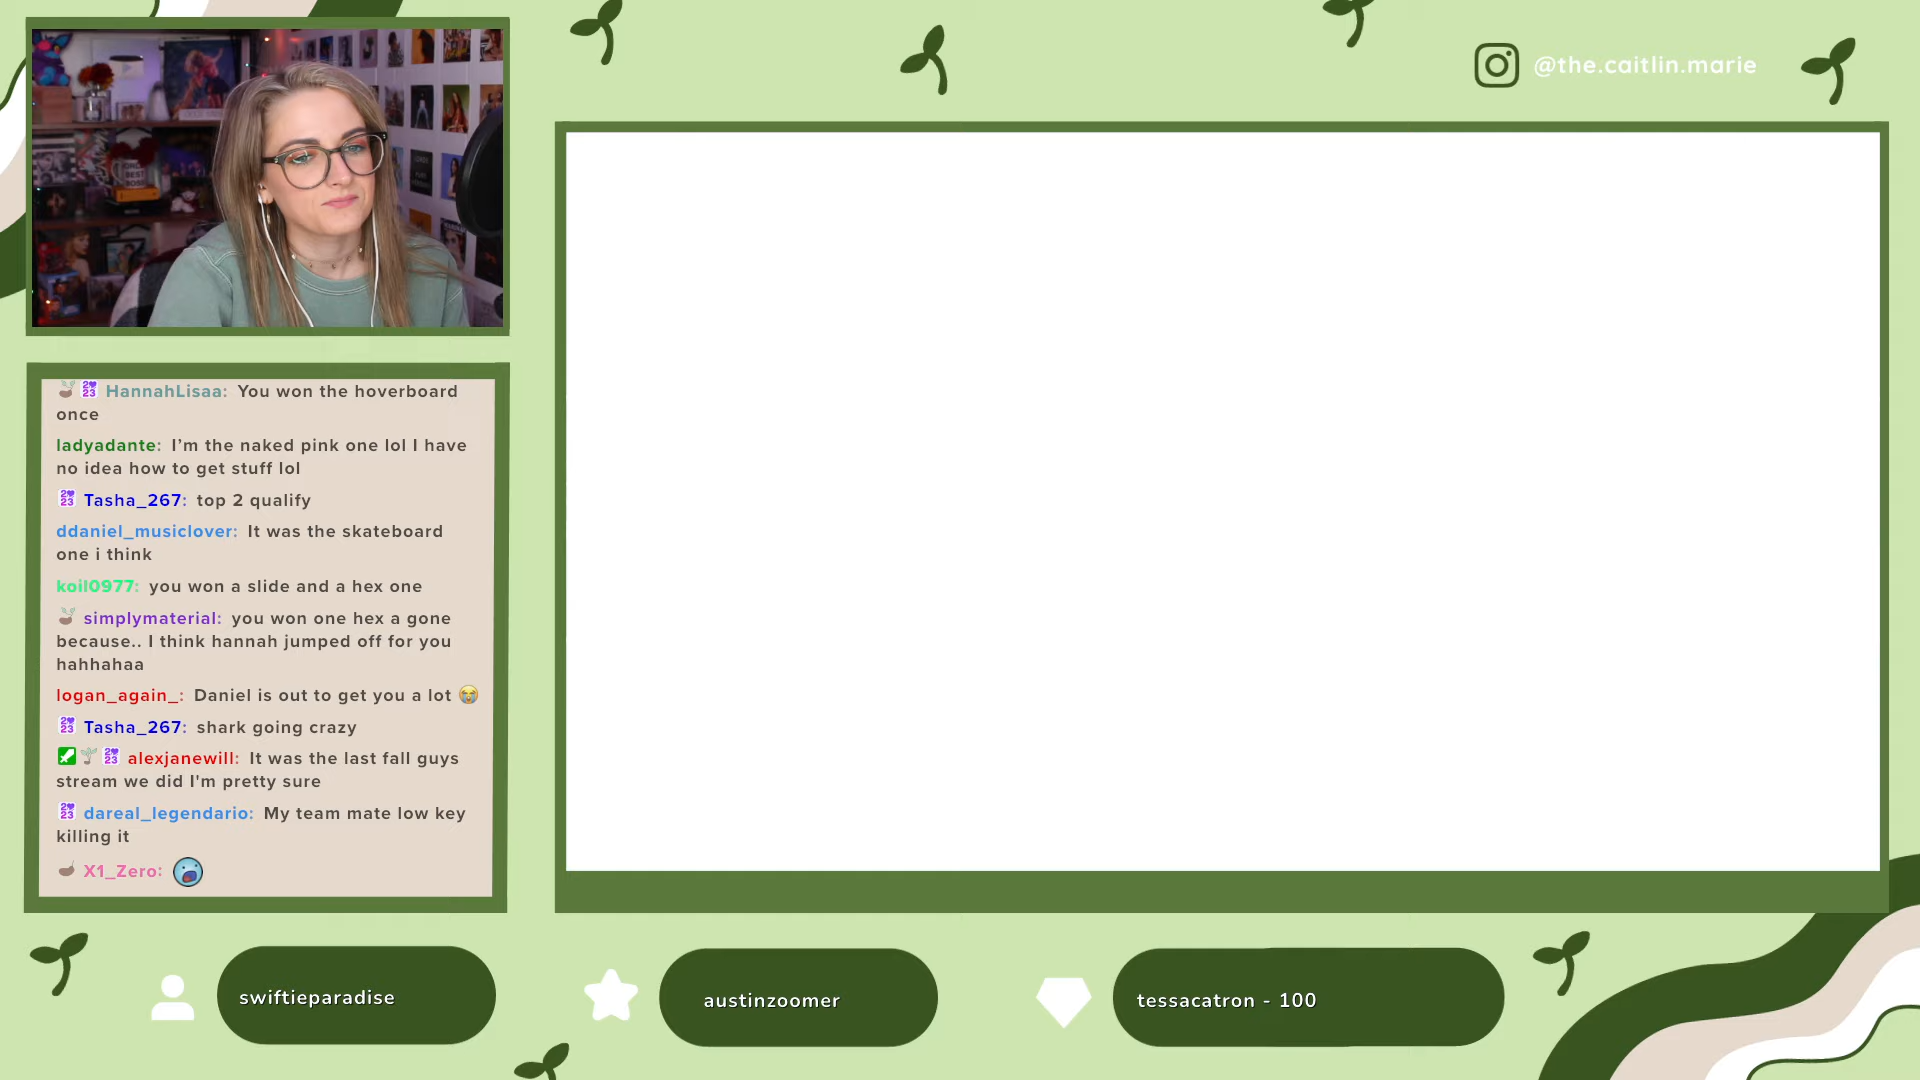 @the.caitlin.marie
HannahLisaa: You won the hoverboard
once
ladyadante: I’m the naked pink one lol I have
no idea how to get stuff lol
Tasha_267: top 2 qualify
ddaniel_musiclover: It was the skateboard
one i think
koil0977: you won a slide and a hex one
simplymaterial: you won one hex a gone
because.. I think hannah jumped off for you
hahhahaa
logan_again_: Daniel is out to get you a lot 😭
Tasha_267: shark going crazy
alexjanewill: It was the last fall guys
stream we did I'm pretty sure
dareal_legendario: My team mate low key
killing it
X1_Zero:
swiftieparadise
austinzoomer
tessacatron - 100